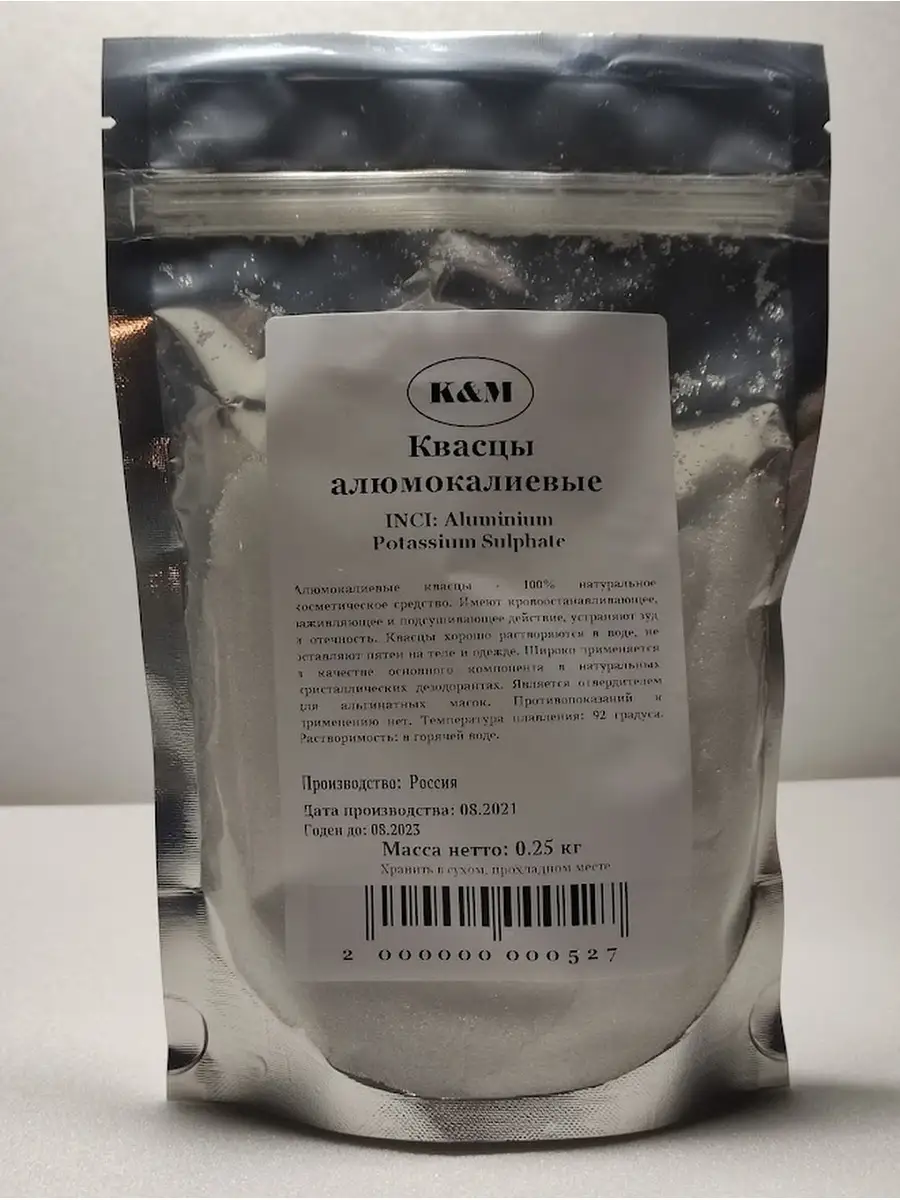 K&M
Квасцы
алюмокалиевые
INCI: Aluminium
Potassium Sulphate
Алюмокалиевые квасцы - 100% натуральное
косметическое средство. Имеют кровоостанавливающее,
заживляющее и подсушивающее действие, устраняют зуд
и отечность. Квасцы хорошо растворяются в воде, не
оставляют пятен на теле и одежде. Широко применяется
в качестве основного компонента в натуральных
кристаллических дезодорантах. Является отвердителем
для альгинатных масок. Противопоказаний к
применению нет. Температура плавления: 92 градуса.
Растворимость: в горячей воде.
Производство: Россия
Дата производства: 08.2021
Годен до: 08.2023
Масса нетто: 0.25 кг
Хранить в сухом, прохладном месте
2 000000 000527